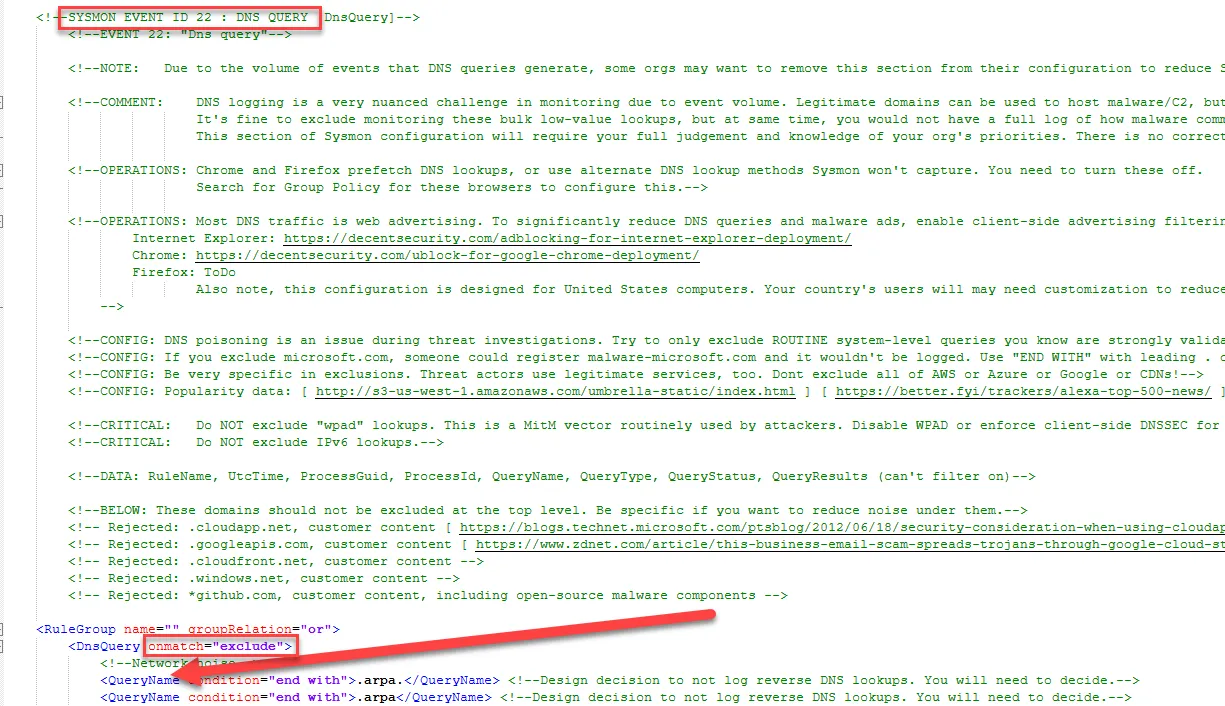 <!--SYSMON EVENT ID 22 : DNS QUERY DnsQuery]-->
<!--EVENT 22: "Dns query"-->
<!--NOTE: Due to the volume of events that DNS queries generate, some orgs may want to remove this section from their configuration to reduce S
<!--COMMENT: DNS logging is a very nuanced challenge in monitoring due to event volume. Legitimate domains can be used to host malware/C2, but
It's fine to exclude monitoring these bulk low-value lookups, but at same time, you would not have a full log of how malware comm
This section of Sysmon configuration will require your full judgement and knowledge of your org's priorities. There is no correct
<!--OPERATIONS: Chrome and Firefox prefetch DNS lookups, or use alternate DNS lookup methods Sysmon won't capture. You need to turn these off.
Search for Group Policy for these browsers to configure this.-->
<!--OPERATIONS: Most DNS traffic is web advertising. To significantly reduce DNS queries and malware ads, enable client-side advertising filterin
Internet Explorer: https://decentsecurity.com/adblocking-for-internet-explorer-deployment/
Chrome: https://decentsecurity.com/ublock-for-google-chrome-deployment/
Firefox: ToDo
Also note, this configuration is designed for United States computers. Your country's users will may need customization to reduce
-->
<!--CONFIG: DNS poisoning is an issue during threat investigations. Try to only exclude ROUTINE system-level queries you know are strongly valida
<!--CONFIG: If you exclude microsoft.com, someone could register malware-microsoft.com and it wouldn't be logged. Use "END WITH" with leading . o
<!--CONFIG: Be very specific in exclusions. Threat actors use legitimate services, too. Dont exclude all of AWS or Azure or Google or CDNs!-->
<!--CONFIG: Popularity data: [ http://s3-us-west-1.amazonaws.com/umbrella-static/index.html ] [ https://better.fyi/trackers/alexa-top-500-news/ ]
<!--CRITICAL: Do NOT exclude "wpad" lookups. This is a MitM vector routinely used by attackers. Disable WPAD or enforce client-side DNSSEC for
<!--CRITICAL: Do NOT exclude IPv6 lookups.-->
<!--DATA: RuleName, UtcTime, ProcessGuid, ProcessId, QueryName, QueryType, QueryStatus, QueryResults (can't filter on)-->
<!--BELOW: These domains should not be excluded at the top level. Be specific if you want to reduce noise under them.-->
<!-- Rejected: .cloudapp.net, customer content [ https://blogs.technet.microsoft.com/ptsblog/2012/06/18/security-consideration-when-using-cloudap
<!-- Rejected: .googleapis.com, customer content [ https://www.zdnet.com/article/this-business-email-scam-spreads-trojans-through-google-cloud-st
<!-- Rejected: .cloudfront.net, customer content -->
<!-- Rejected: .windows.net, customer content -->
<!-- Rejected: *github.com, customer content, including open-source malware components -->
<RuleGroup name="" groupRelation="or">
<DnsQuery onmatch="exclude">
<!--Network noise
<QueryName condition="end with">.arpa.</QueryName> <!--Design decision to not log reverse DNS lookups. You will need to decide.-->
<QueryName condition="end with">.arpa</QueryName> <!--Design decision to not log reverse DNS lookups. You will need to decide.-->